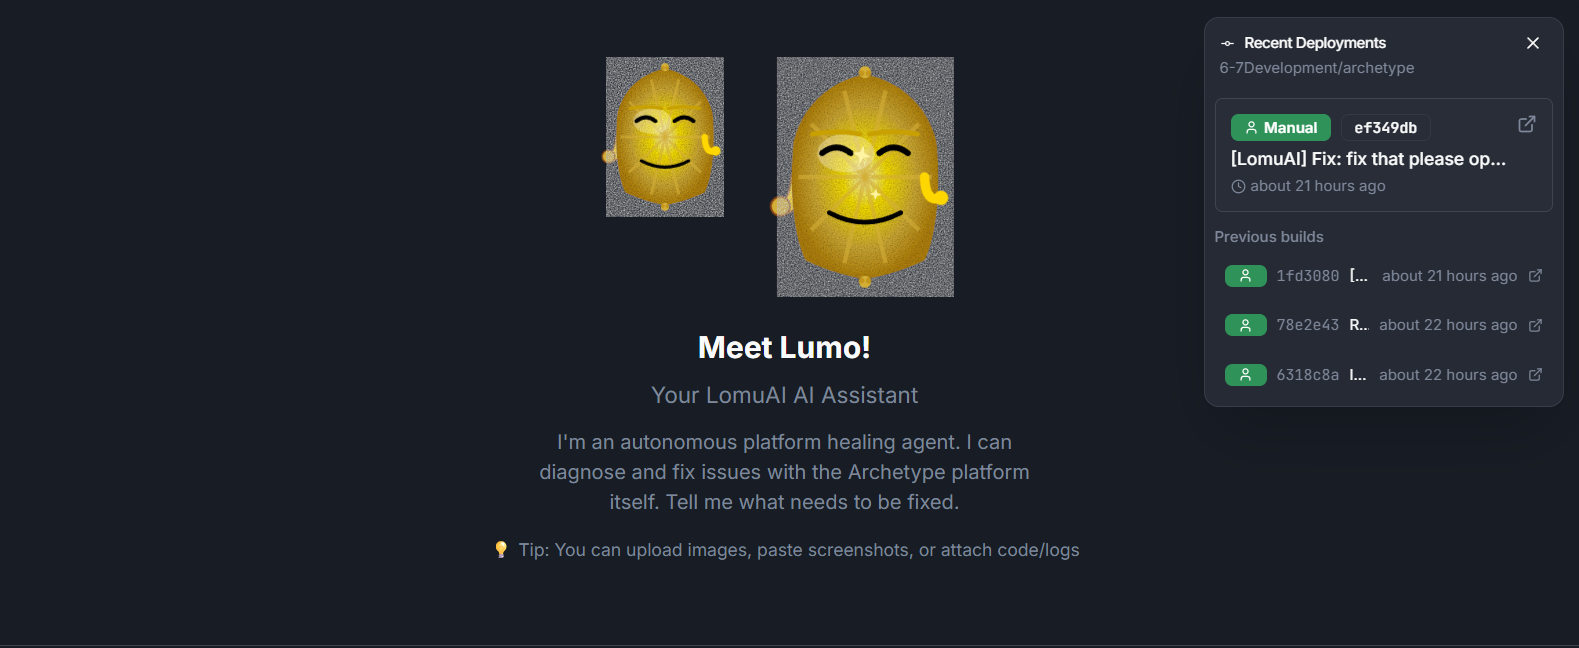 Meet Lumo!
Your LomuAI AI Assistant
I'm an autonomous platform healing agent. I can
diagnose and fix issues with the Archetype platform
itself. Tell me what needs to be fixed.
💡 Tip: You can upload images, paste screenshots, or attach code/logs
Recent Deployments
6-7Development/archetype
Manual ef349db
[LomuAI] Fix: fix that please op...
about 21 hours ago
Previous builds
1fd3080 [... about 21 hours ago
78e2e43 R... about 22 hours ago
6318c8a I... about 22 hours ago